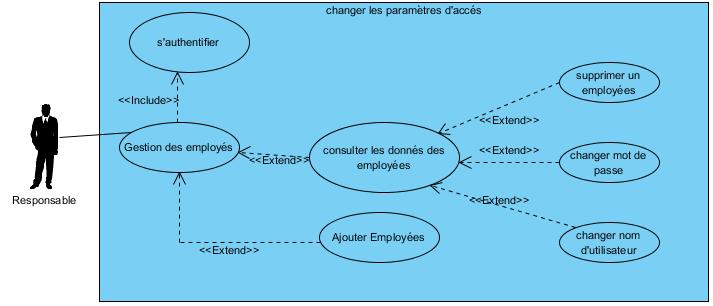 changer les paramètres d'accés
s'authentifier
supprimer un
employées
<<Include>>
<<Extend>>
Gestion des employés
<<Extend>>
consulter les donnés des
employées
<<Extend>>
changer mot de
passe
Responsable
<<Extend>>
Ajouter Employées
<<Extend>>
changer nom
d'utilisateur